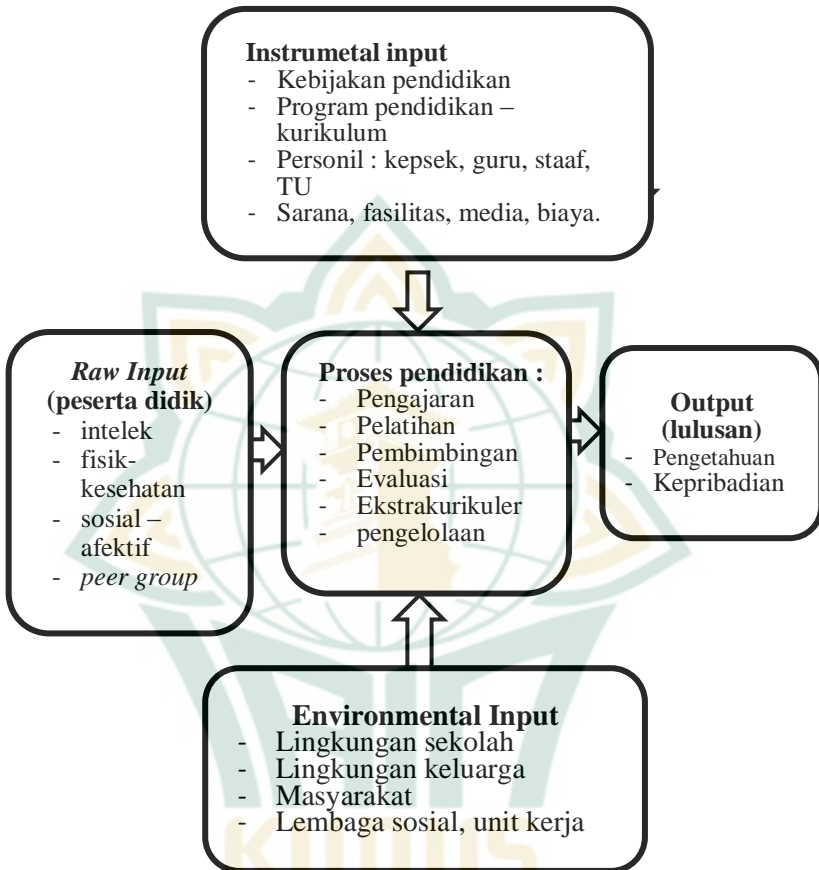 Instrumetal input
- Kebijakan pendidikan
- Program pendidikan –
kurikulum
- Personil : kepsek, guru, staaf,
TU
- Sarana, fasilitas, media, biaya.
Raw Input
(peserta didik)
- intelek
- fisik-
kesehatan
- sosial –
afektif
- peer group
Proses pendidikan :
- Pengajaran
- Pelatihan
- Pembimbingan
- Evaluasi
- Ekstrakurikuler
- pengelolaan
Output
(lulusan)
- Pengetahuan
- Kepribadian
Environmental Input
- Lingkungan sekolah
- Lingkungan keluarga
- Masyarakat
- Lembaga sosial, unit kerja
KUDUS